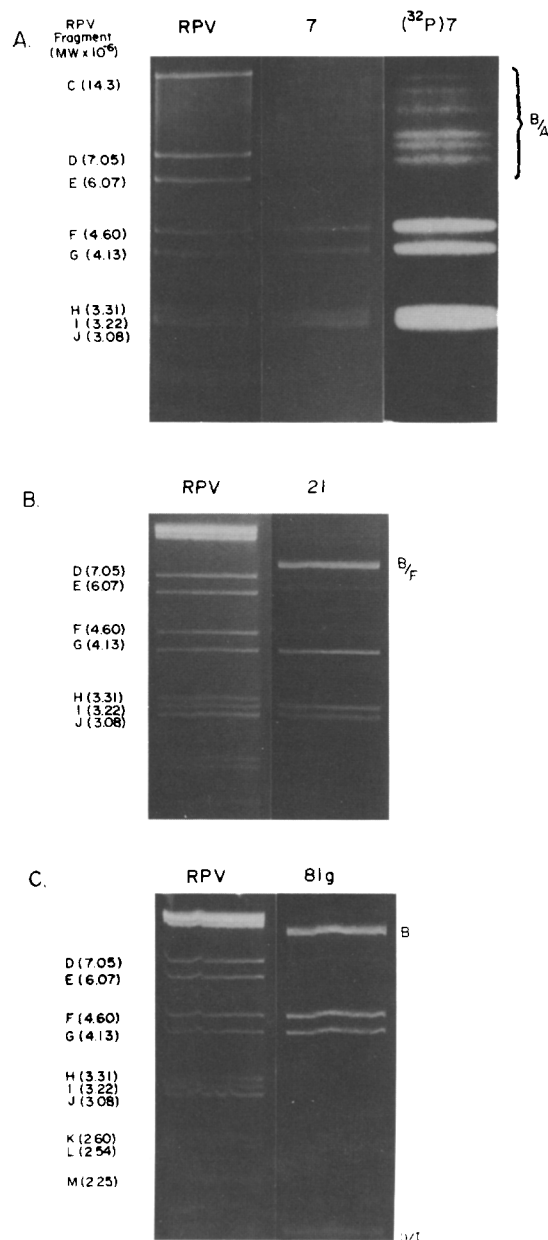 A.
RPV
Fragment
(MW x 10⁻⁶)
RPV 7 (³²P)7
C (14.3)
D (7.05)
E (6.07)
F (4.60)
G (4.13)
H (3.31)
I (3.22)
J (3.08)
B/A
B.
RPV 21
D (7.05)
E (6.07)
F (4.60)
G (4.13)
H (3.31)
I (3.22)
J (3.08)
B/F
C.
RPV 81g
D (7.05)
E (6.07)
F (4.60)
G (4.13)
H (3.31)
I (3.22)
J (3.08)
K (2.60)
L (2.54)
M (2.25)
B